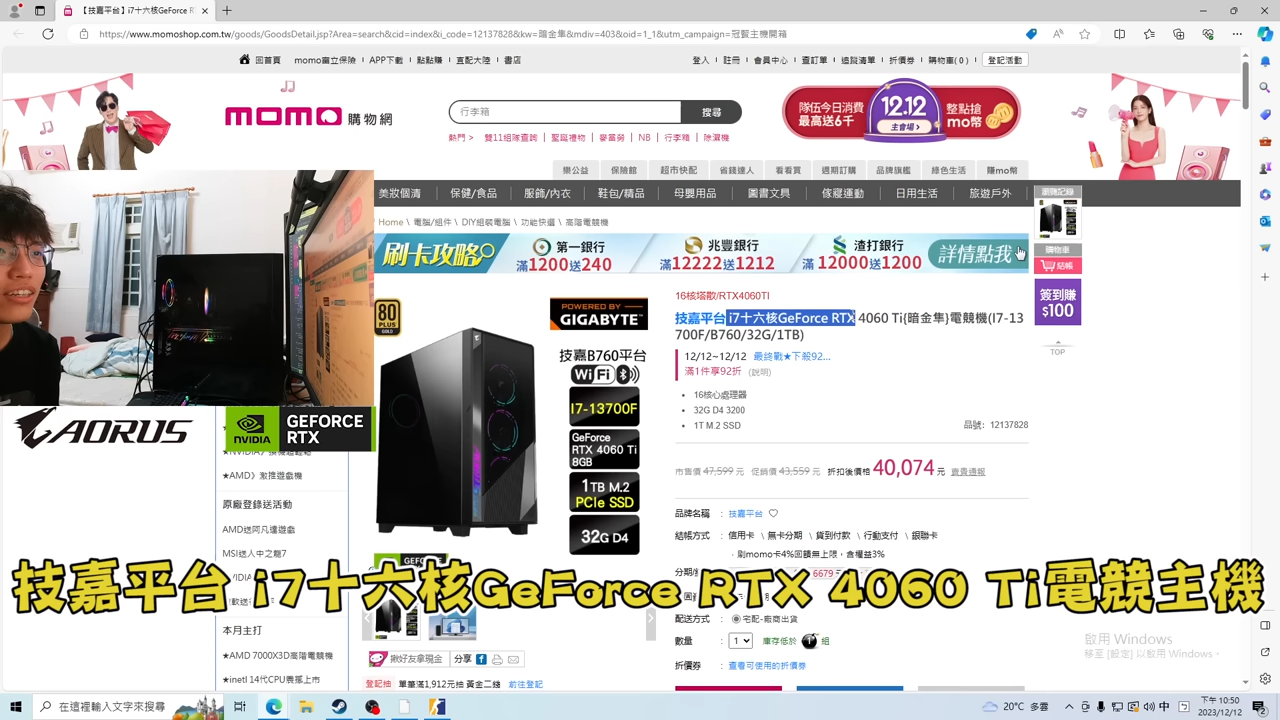 【技嘉平台】i7十六核GeForce R
https://www.momoshop.com.tw/goods/GoodsDetail.jsp?Area=search&cid=index&i_code=12137828&kw=暗金隼&mdiv=403&oid=1_1&utm_campaign=冠豎主機開箱
回首頁 momo富立保險 APP下載 點點賺 直配大陸 書店
登入 註冊 會員中心 查訂單 追蹤清單 折價券 購物車( 0 ) 登記活動
momo 購物網
行李箱
搜尋
隊伍今日消費
最高送6千
12.12
主會場
整點搶
mo幣
熱門 > 雙11組隊查詢 聖誕禮物 麥當勞 NB 行李箱 除濕機
樂公益 保險館 超市快配 省錢達人 看看買 週期訂購 品牌旗艦 綠色生活 賺mo幣
美妝個清 保健/食品 服飾/內衣 鞋包/精品 母嬰用品 圖書文具 傢寢運動 日用生活 旅遊戶外
瀏覽記錄
購物車
結帳
簽到賺
$100
TOP
Home \ 電腦/組件 \ DIY組裝電腦 \ 功能快選 \ 高階電競機
刷卡攻略
第一銀行
滿1200送240
兆豐銀行
滿12222送1212
渣打銀行
滿12000送1200
詳情點我
80 PLUS GOLD
POWERED BY
GIGABYTE
技嘉B760平台
WiFi
I7-13700F
GeForce
RTX 4060 Ti
8GB
1TB M.2
PCIe SSD
32G D4
16核塔散/RTX4060TI
技嘉平台 i7十六核GeForce RTX 4060 Ti{暗金隼}電競機(I7-13
700F/B760/32G/1TB)
12/12~12/12 最終戰★下殺92...
滿1件享92折 (說明)
16核心處理器
32G D4 3200
1T M.2 SSD
品號：12137828
市售價 47,599 元 促銷價 43,559 元 折扣後價格 40,074 元 賣貴通報
品牌名稱 ： 技嘉平台
結帳方式 ： 信用卡 \ 無卡分期 \ 貨到付款 \ 行動支付 \ 銀聯卡
．刷momo卡4%回饋無上限，含權益3%
6679
配送方式 ： 宅配-廠商出貨
數量 ： 1 庫存低於 組
折價券 ： 查看可使用的折價券
AORUS
NVIDIA
GEFORCE
RTX
★AMD》激推遊戲機
原廠登錄送活動
AMD送阿凡達遊戲
MSI送人中之龍7
本月主打
★AMD 7000X3D高階電競機
★inetl 14代CPU震撼上市
技嘉平台 i7十六核GeForce RTX 4060 Ti電競主機
揪好友拿現金 分享
登記抽 單筆滿1,912元抽 黃金二錢 前往登記
啟用 Windows
移至 [設定] 以啟用 Windows。
在這裡輸入文字來搜尋
20°C 多雲
中
下午 10:50
2023/12/12